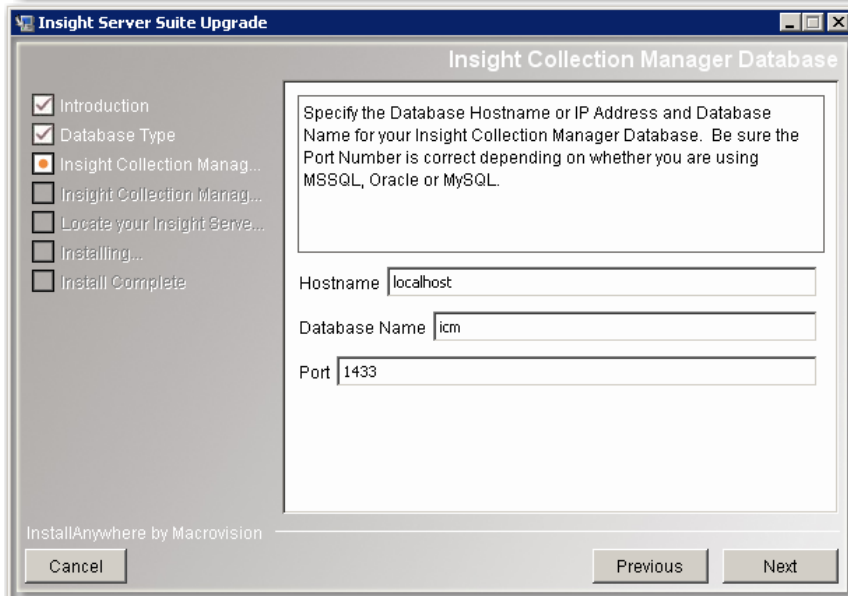 Insight Server Suite Upgrade
Insight Collection Manager Database
Introduction
Database Type
Insight Collection Manag...
Insight Collection Manag...
Locate your Insight Serve...
Installing...
Install Complete
Specify the Database Hostname or IP Address and Database
Name for your Insight Collection Manager Database. Be sure the
Port Number is correct depending on whether you are using
MSSQL, Oracle or MySQL.
Hostname localhost
Database Name icm
Port 1433
InstallAnywhere by Macrovision
Cancel Previous Next